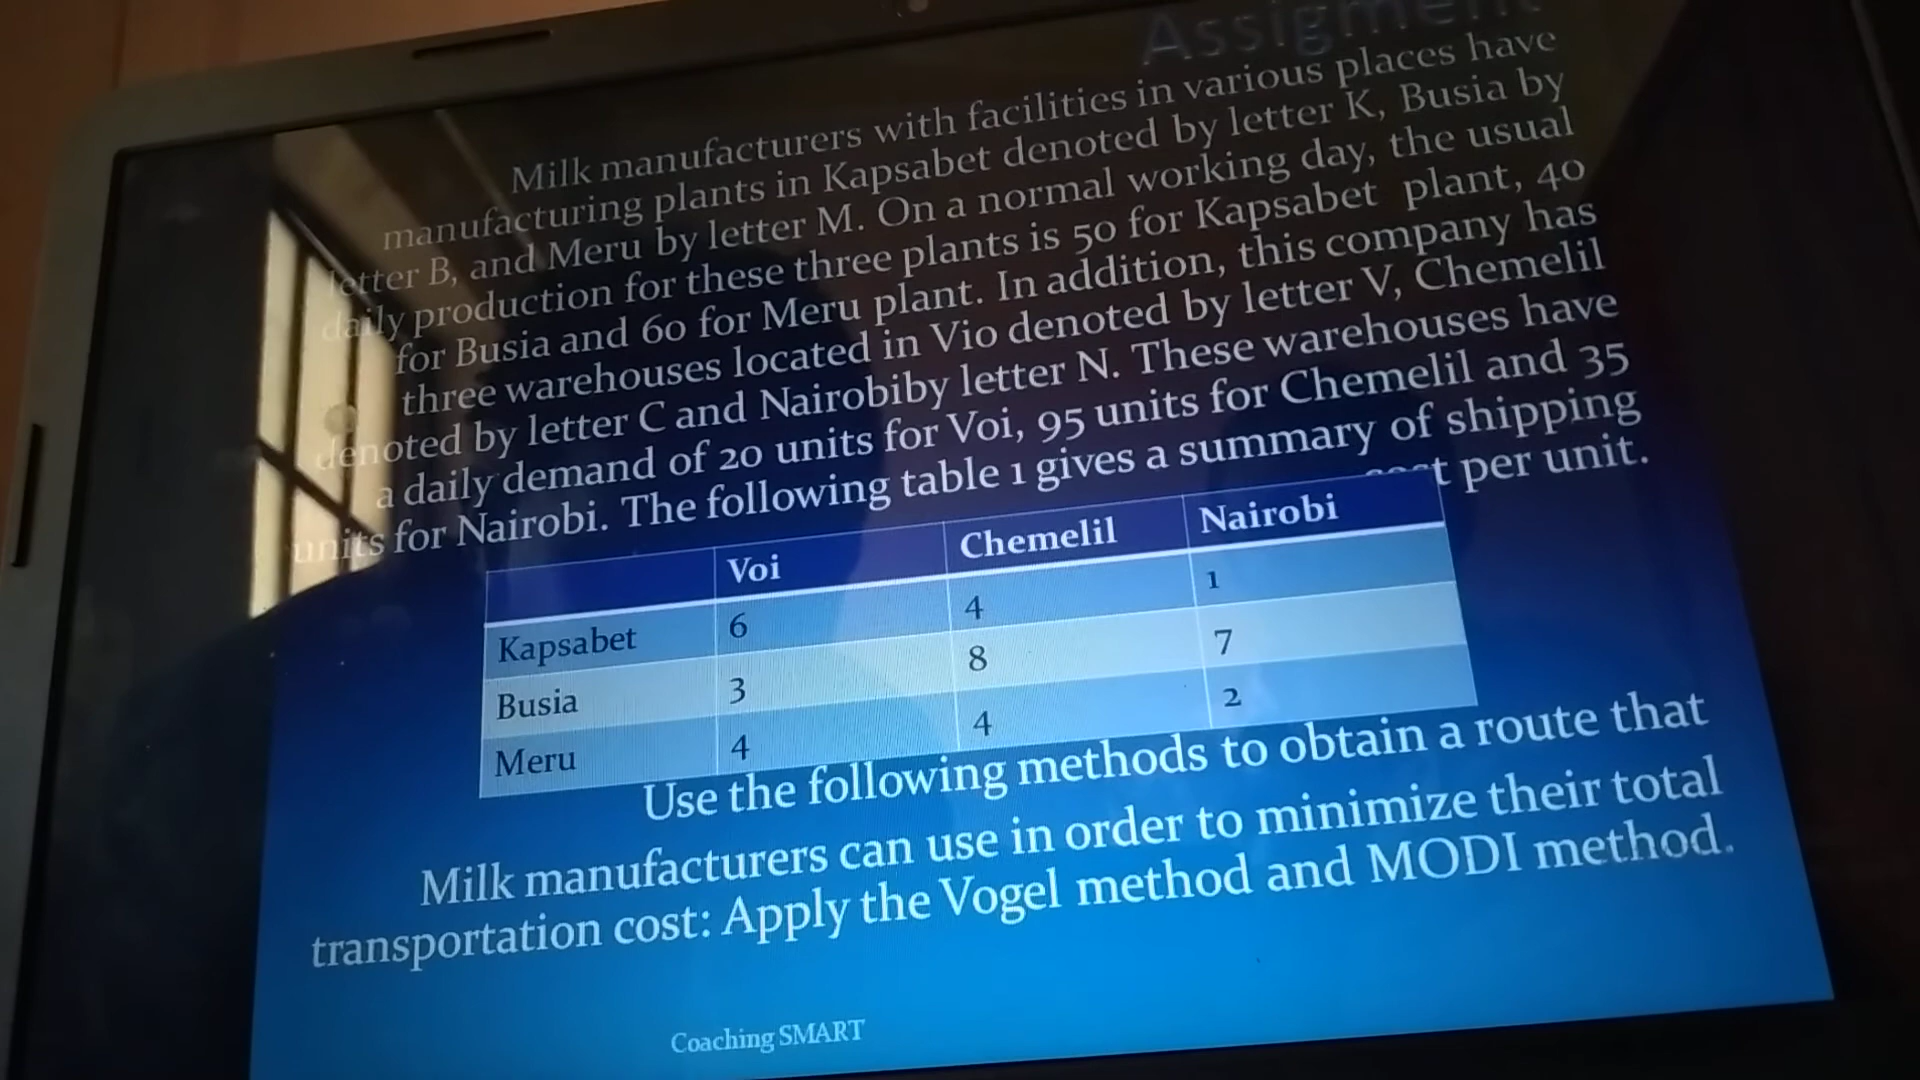 Assigment
Milk manufacturers with facilities in various places have
manufacturing plants in Kapsabet denoted by letter K, Busia by
letter B, and Meru by letter M. On a normal working day, the usual
daily production for these three plants is 50 for Kapsabet plant, 40
for Busia and 60 for Meru plant. In addition, this company has
three warehouses located in Vio denoted by letter V, Chemelil
denoted by letter C and Nairobiby letter N. These warehouses have
a daily demand of 20 units for Voi, 95 units for Chemelil and 35
units for Nairobi. The following table 1 gives a summary of shipping
cost per unit.
Voi Chemelil Nairobi
Kapsabet 6 4 1
Busia 3 8 7
Meru 4 4 2
Use the following methods to obtain a route that
Milk manufacturers can use in order to minimize their total
transportation cost: Apply the Vogel method and MODI method.
Coaching SMART